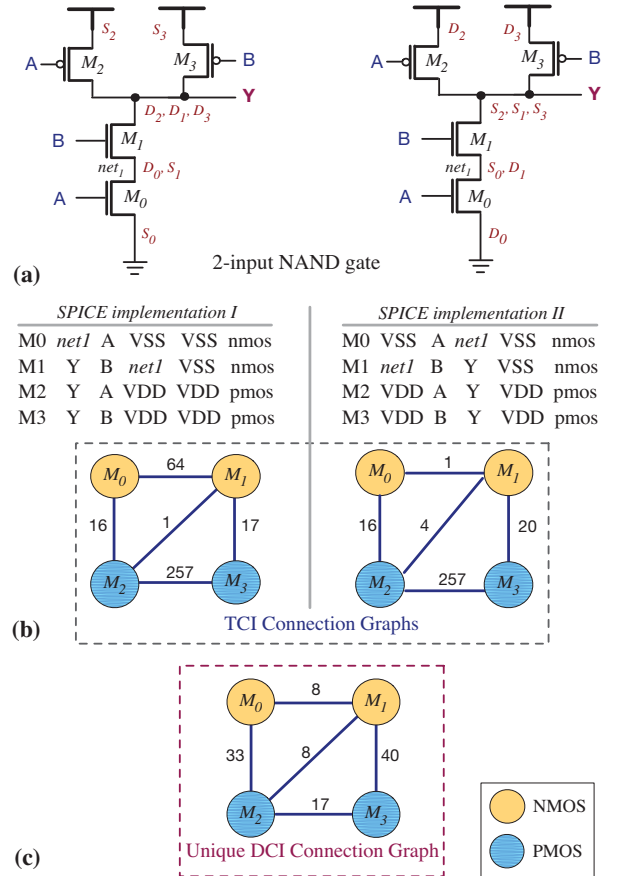 S2 S3 D2 D3
A M2 M3 B A M2 M3 B
Y Y
D2, D1, D3 S2, S1, S3
B M1 B M1
net1 D0, S1 net1 S0, D1
A M0 A M0
S0 D0
(a) 2-input NAND gate
SPICE implementation I
M0 net1 A VSS VSS nmos
M1 Y B net1 VSS nmos
M2 Y A VDD VDD pmos
M3 Y B VDD VDD pmos
SPICE implementation II
M0 VSS A net1 VSS nmos
M1 net1 B Y VSS nmos
M2 VDD A Y VDD pmos
M3 VDD B Y VDD pmos
M0 64 M1
16 1 17
M2 257 M3
M0 1 M1
16 4 20
M2 257 M3
(b) TCI Connection Graphs
M0 8 M1
33 8 40
M2 17 M3
(c) Unique DCI Connection Graph
NMOS
PMOS